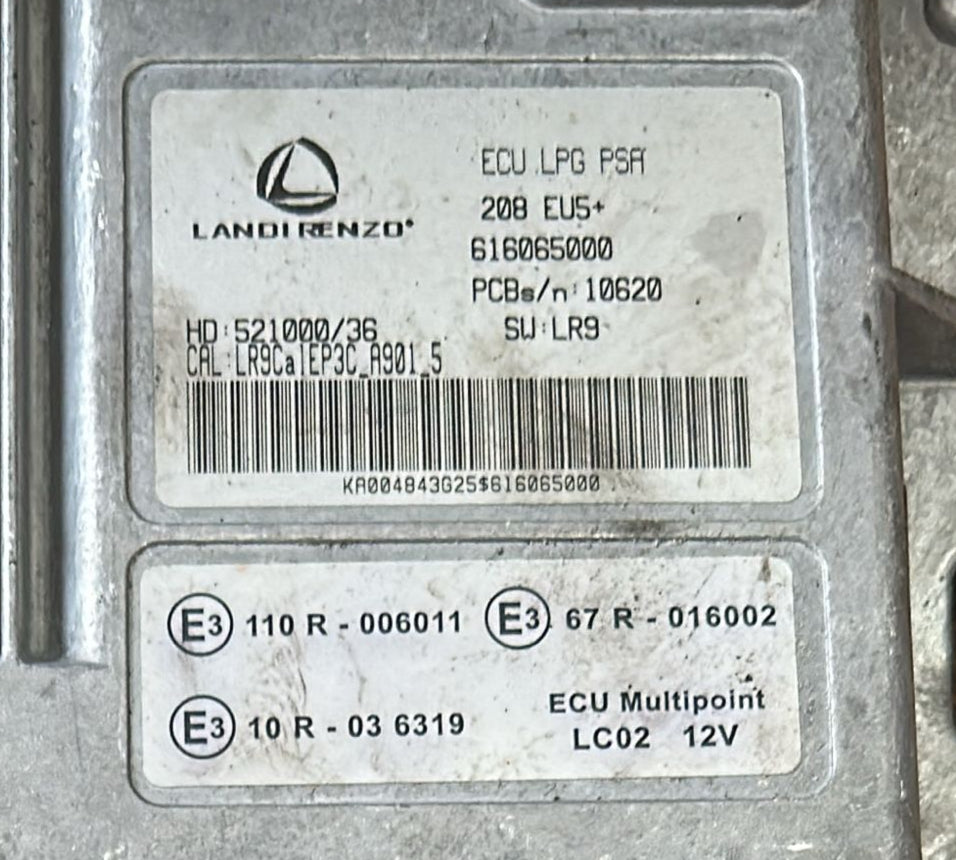 LANDIRENZO®
ECU LPG PSA
208 EU5+
616065000
PCBs/n:10620
HD:521000/36
SW:LR9
CAL:LR9CalEP3C_A901_5
KA004843G25$616065000
E3 110 R - 006011
E3 67 R - 016002
E3 10 R - 03 6319
ECU Multipoint
LC02 12V